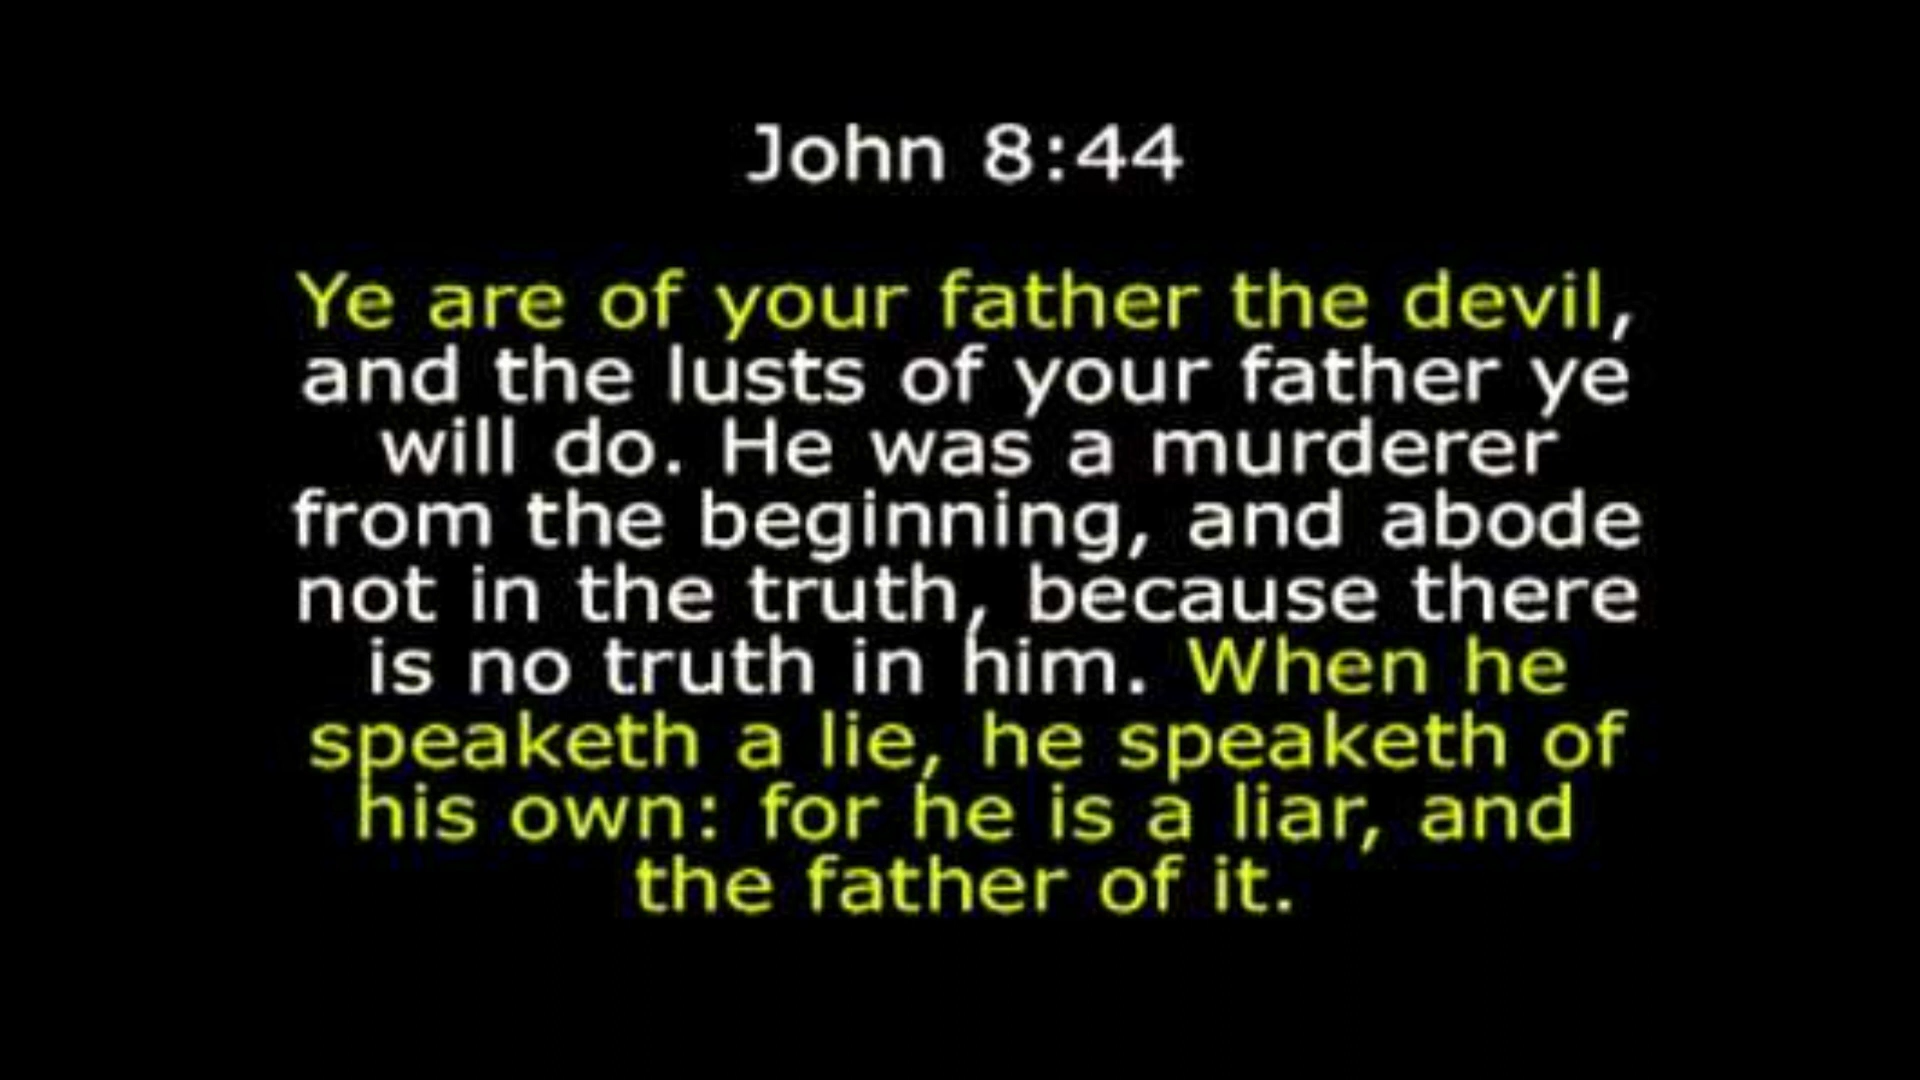 John 8:44
Ye are of your father the devil,
and the lusts of your father ye
will do. He was a murderer
from the beginning, and abode
not in the truth, because there
is no truth in him. When he
speaketh a lie, he speaketh of
his own: for he is a liar, and
the father of it.